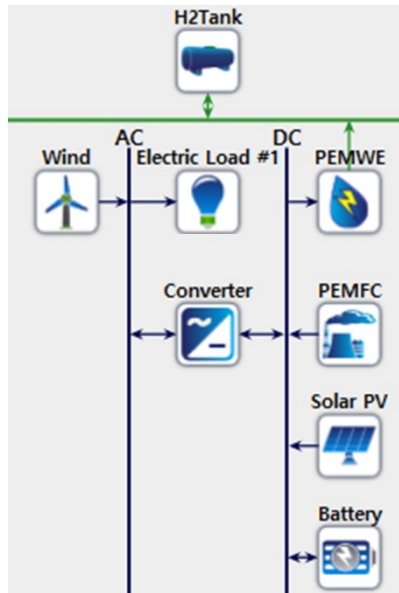 H2Tank
AC
DC
Wind
Electric Load #1
PEMWE
Converter
PEMFC
Solar PV
Battery